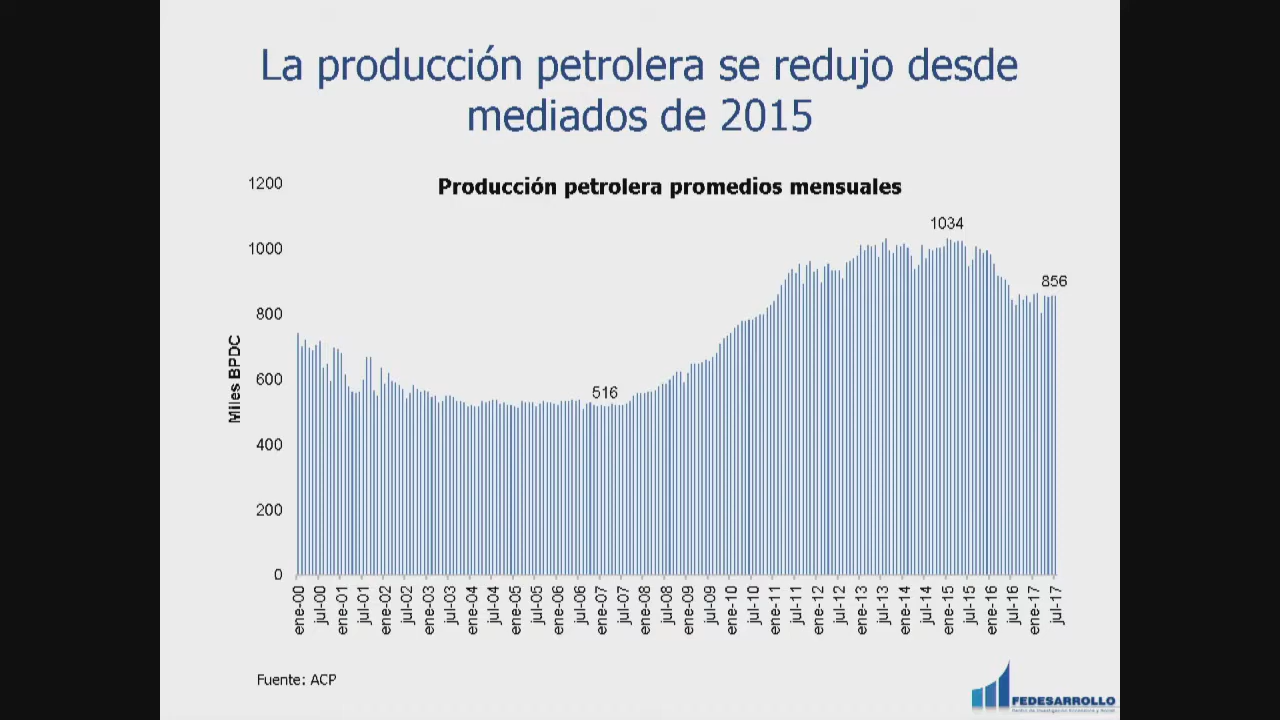 La producción petrolera se redujo desde
mediados de 2015
Producción petrolera promedios mensuales
Miles BPDC
1200
1000
800
600
400
200
0
516
1034
856
ene-00
jul-00
ene-01
jul-01
ene-02
jul-02
ene-03
jul-03
ene-04
jul-04
ene-05
jul-05
ene-06
jul-06
ene-07
jul-07
ene-08
jul-08
ene-09
jul-09
ene-10
jul-10
ene-11
jul-11
ene-12
jul-12
ene-13
jul-13
ene-14
jul-14
ene-15
jul-15
ene-16
jul-16
ene-17
jul-17
Fuente: ACP
FEDESARROLLO
Centro de Investigación Económica y Social